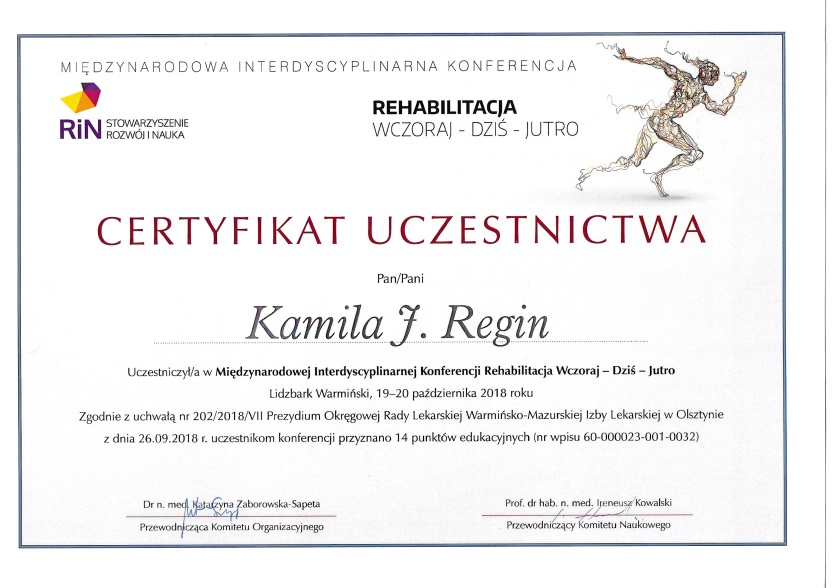 MIĘDZYNARODOWA INTERDYSCYPLINARNA KONFERENCJA
RiN STOWARZYSZENIE
ROZWÓJ I NAUKA
REHABILITACJA
WCZORAJ - DZIŚ - JUTRO
CERTYFIKAT UCZESTNICTWA
Pan/Pani
Kamila J. Regin
Uczestniczył/a w Międzynarodowej Interdyscyplinarnej Konferencji Rehabilitacja Wczoraj – Dziś – Jutro
Lidzbark Warmiński, 19–20 października 2018 roku
Zgodnie z uchwałą nr 202/2018/VII Prezydium Okręgowej Rady Lekarskiej Warmińsko-Mazurskiej Izby Lekarskiej w Olsztynie
z dnia 26.09.2018 r. uczestnikom konferencji przyznano 14 punktów edukacyjnych (nr wpisu 60-000023-001-0032)
Dr n. med. Katarzyna Zaborowska-Sapeta
Przewodnicząca Komitetu Organizacyjnego
Prof. dr hab. n. med. Ireneusz Kowalski
Przewodniczący Komitetu Naukowego